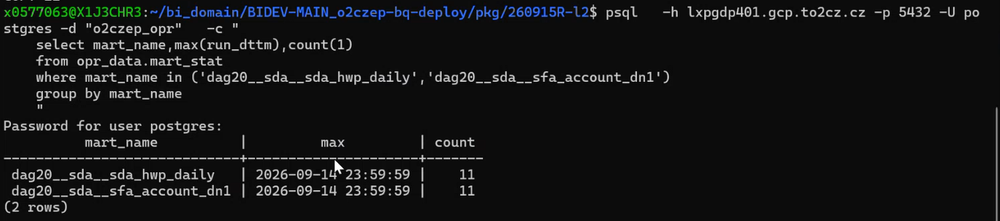 x0577063@X1J3CHR3:~/bi_domain/BIDEV-MAIN_o2czep-bq-deploy/pkg/260915R-l2$ psql   -h lxpgdp401.gcp.to2cz.cz -p 5432 -U po
stgres -d "o2czep_opr"   -c "
    select mart_name,max(run_dttm),count(1)
    from opr_data.mart_stat
    where mart_name in ('dag20__sda__sda_hwp_daily','dag20__sda__sfa_account_dn1')
    group by mart_name
    "
Password for user postgres:
          mart_name          |         max         | count
-----------------------------+---------------------+-------
 dag20__sda__sda_hwp_daily   | 2026-09-14 23:59:59 |    11
 dag20__sda__sfa_account_dn1 | 2026-09-14 23:59:59 |    11
(2 rows)